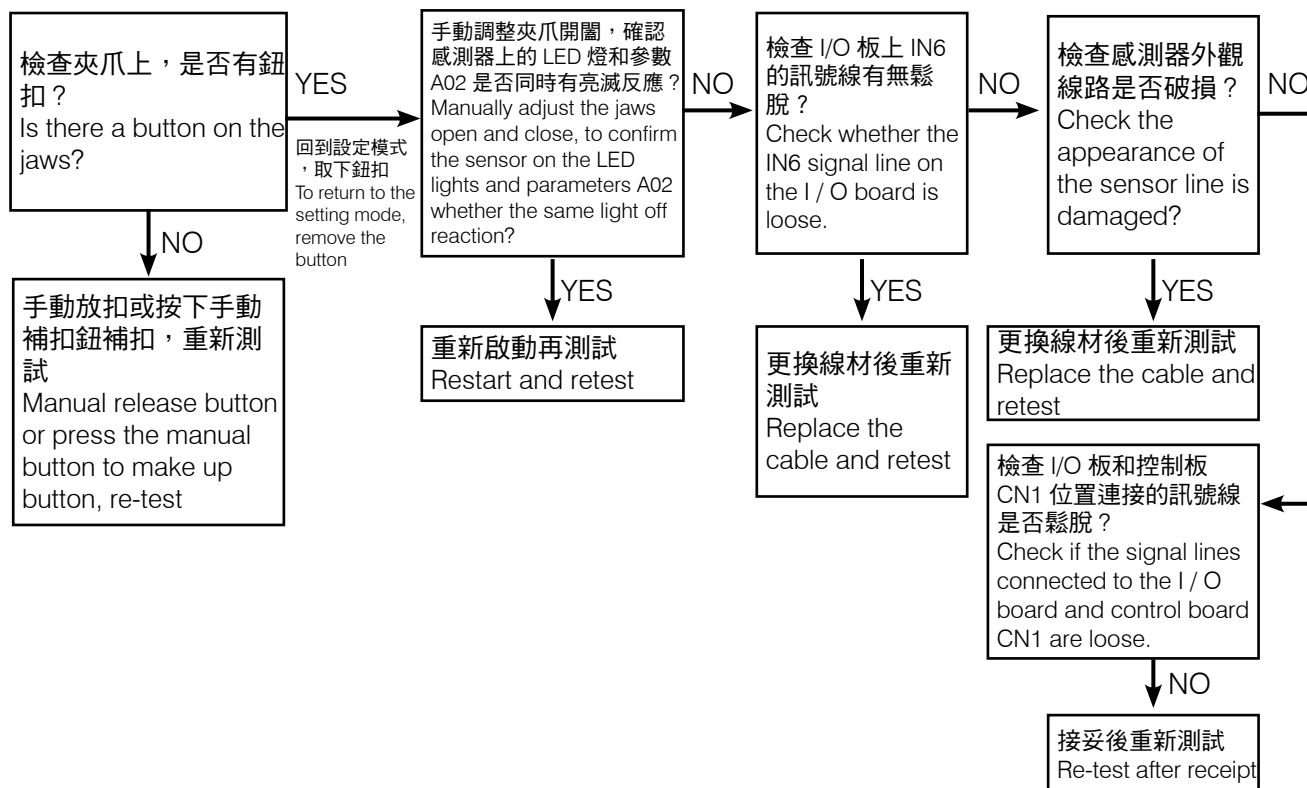 檢查夾爪上，是否有鈕
扣？
Is there a button on the
jaws?
YES
回到設定模式
，取下鈕扣
To return to the
setting mode,
remove the
button
手動調整夾爪開闔，確認
感測器上的 LED 燈和參數
A02 是否同時有亮滅反應？
Manually adjust the jaws
open and close, to confirm
the sensor on the LED
lights and parameters A02
whether the same light off
reaction?
NO
檢查 I/O 板上 IN6
的訊號線有無鬆
脫？
Check whether the
IN6 signal line on
the I / O board is
loose.
NO
檢查感測器外觀
線路是否破損？
Check the
appearance of
the sensor line is
damaged?
NO
NO
手動放扣或按下手動
補扣鈕補扣，重新測
試
Manual release button
or press the manual
button to make up
button, re-test
YES
重新啟動再測試
Restart and retest
YES
更換線材後重新
測試
Replace the
cable and retest
YES
更換線材後重新測試
Replace the cable and
retest
檢查 I/O 板和控制板
CN1 位置連接的訊號線
是否鬆脫？
Check if the signal lines
connected to the I / O
board and control board
CN1 are loose.
NO
接妥後重新測試
Re-test after receipt